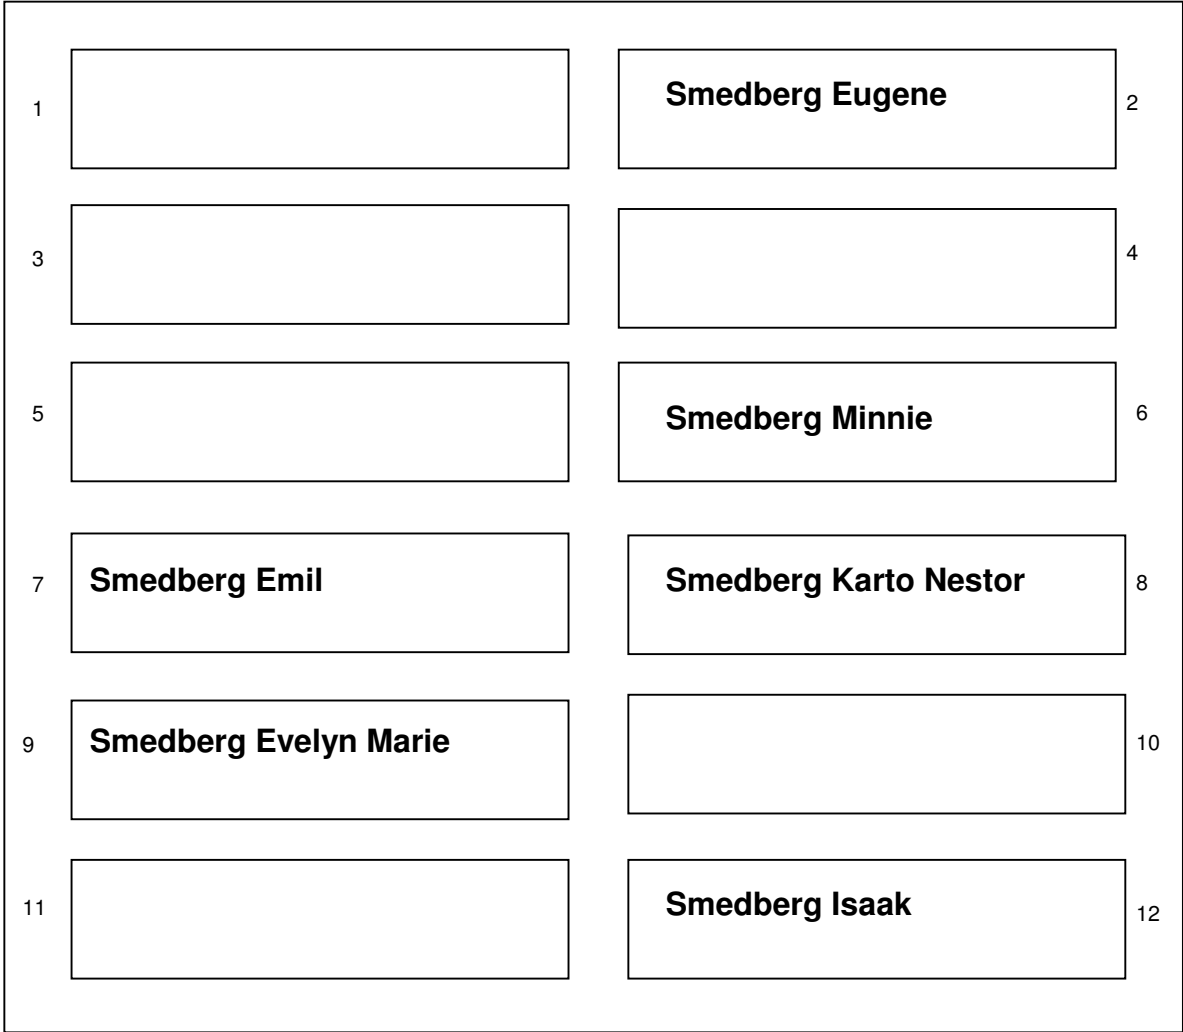 1
Smedberg Eugene 2
3
4
5
Smedberg Minnie 6
7 Smedberg Emil
Smedberg Karto Nestor 8
9 Smedberg Evelyn Marie
10
11
Smedberg Isaak 12